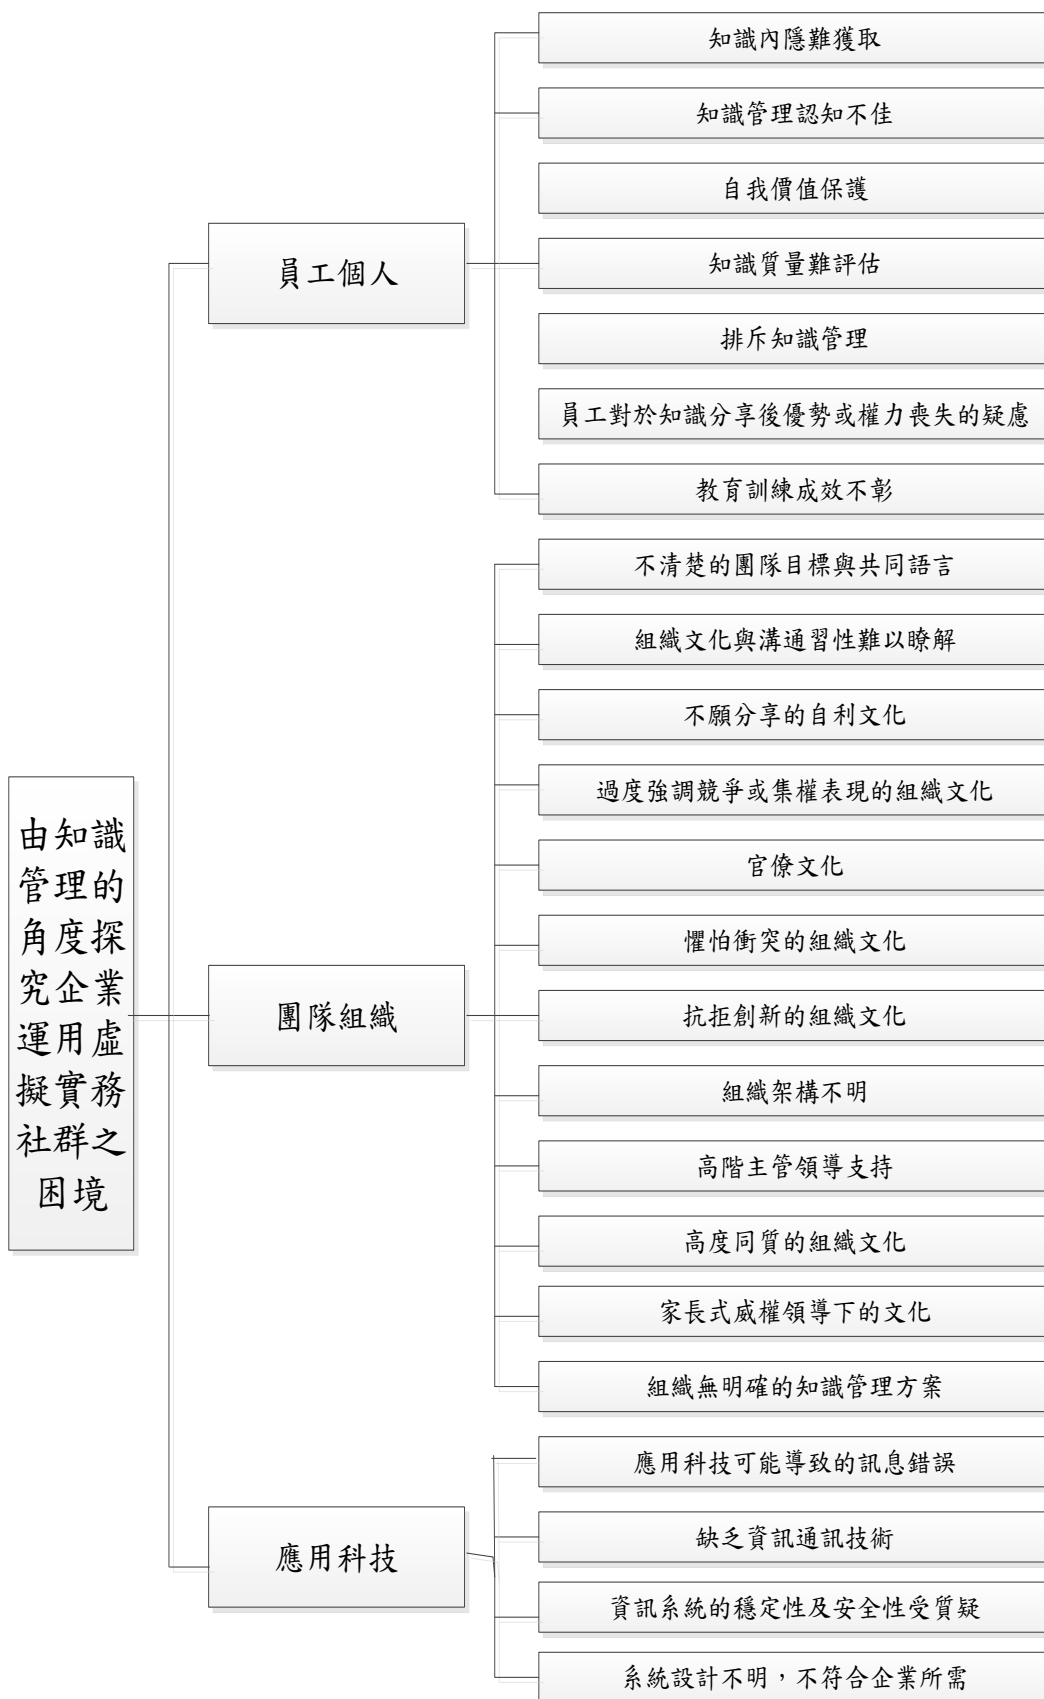 由知識
管理的
角度探
究企業
運用虛
擬實務
社群之
困境
員工個人
知識內隱難獲取
知識管理認知不佳
自我價值保護
知識質量難評估
排斥知識管理
員工對於知識分享後優勢或權力喪失的疑慮
教育訓練成效不彰
團隊組織
不清楚的團隊目標與共同語言
組織文化與溝通習性難以瞭解
不願分享的自利文化
過度強調競爭或集權表現的組織文化
官僚文化
懼怕衝突的組織文化
抗拒創新的組織文化
組織架構不明
高階主管領導支持
高度同質的組織文化
家長式威權領導下的文化
組織無明確的知識管理方案
應用科技
應用科技可能導致的訊息錯誤
缺乏資訊通訊技術
資訊系統的穩定性及安全性受質疑
系統設計不明，不符合企業所需